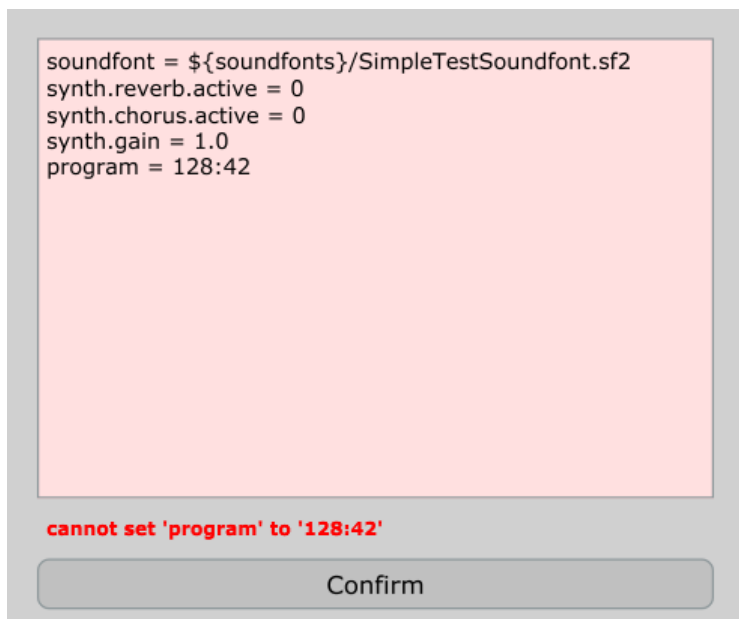 soundfont = ${soundfonts}/SimpleTestSoundfont.sf2
synth.reverb.active = 0
synth.chorus.active = 0
synth.gain = 1.0
program = 128:42
cannot set 'program' to '128:42'
Confirm